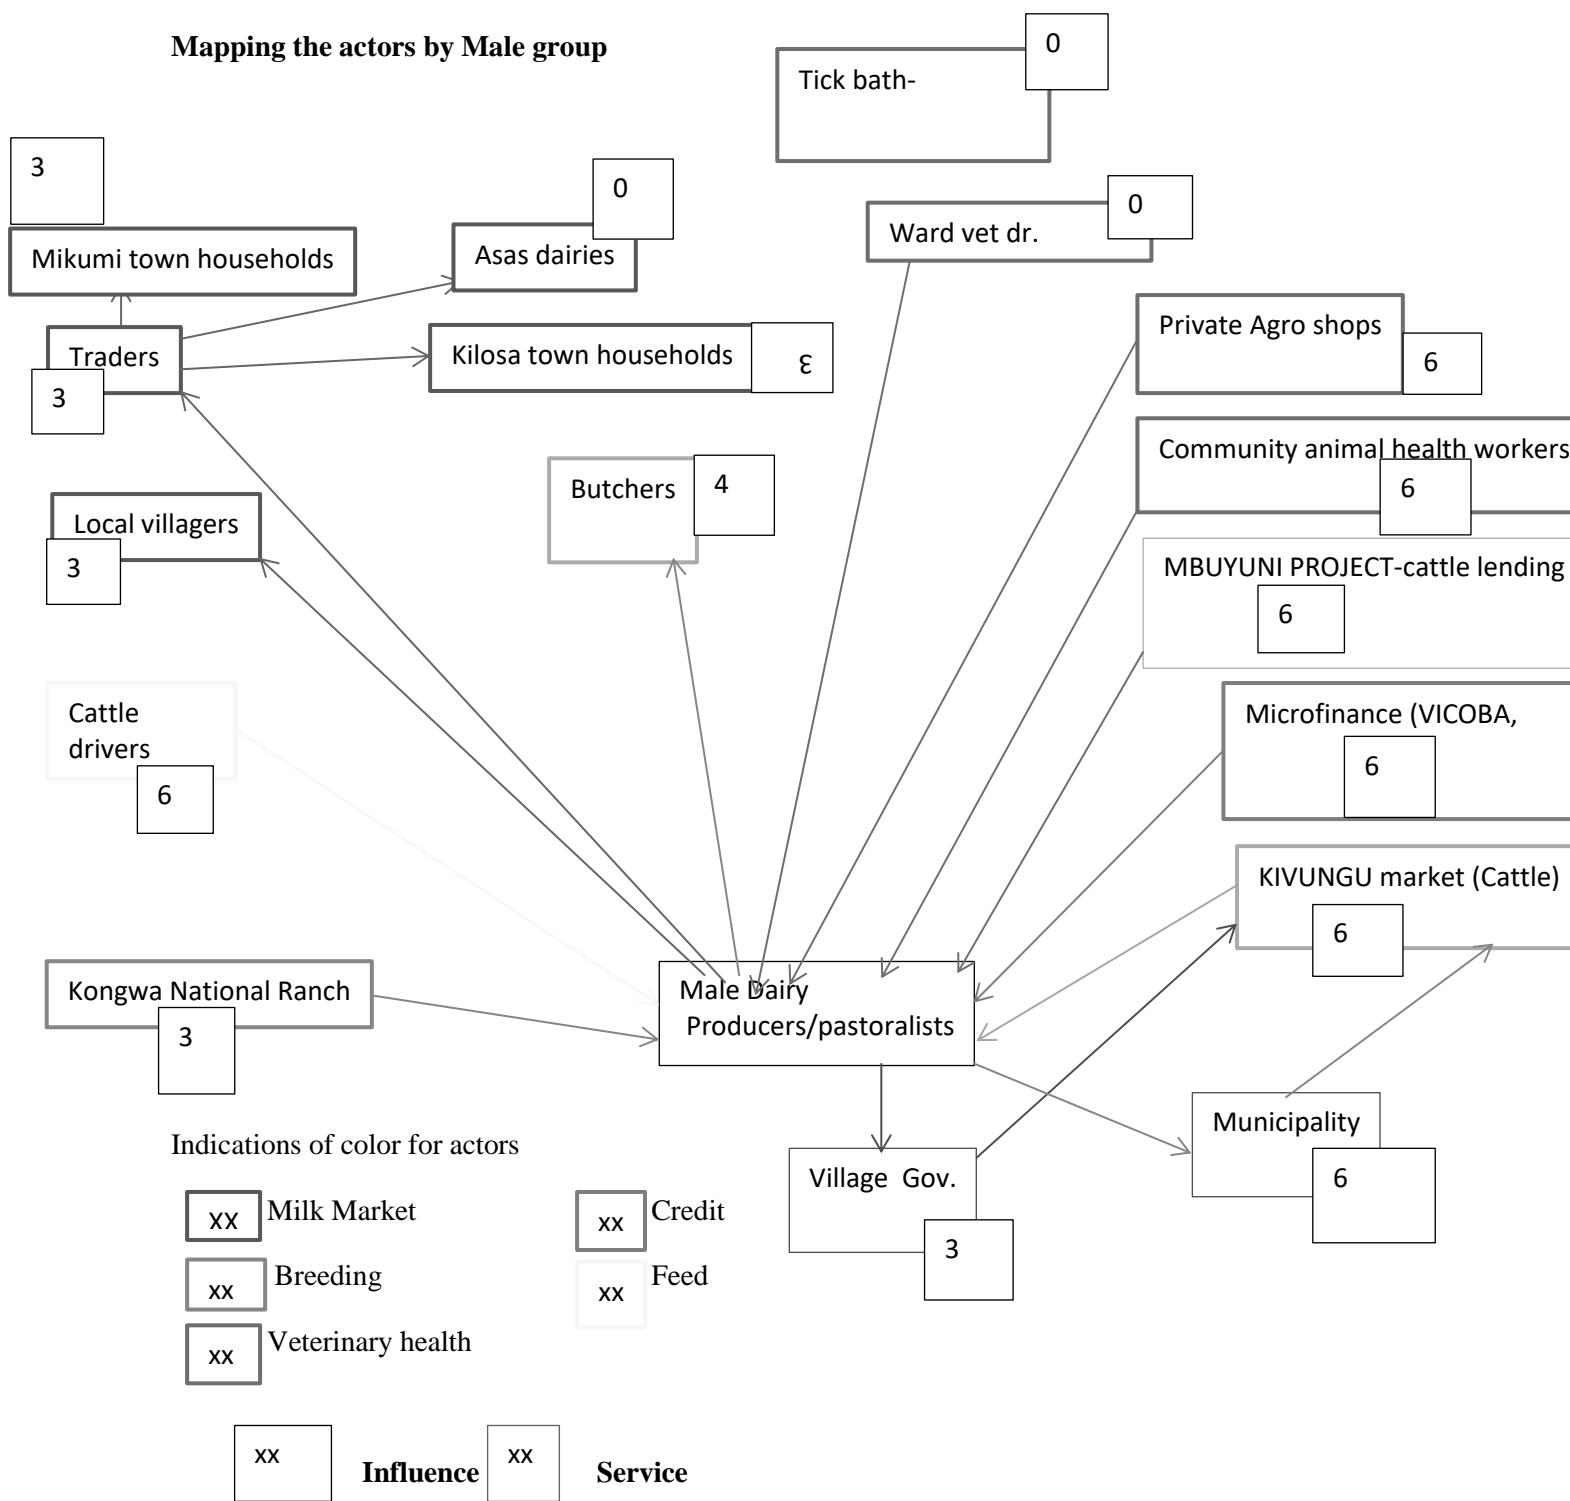 Mapping the actors by Male group
0
Tick bath-
3
0
0
Mikumi town households
Asas dairies
Ward vet dr.
Traders
3
Kilosa town households
ε
Private Agro shops
6
Butchers
4
Community animal health workers
6
Local villagers
3
MBUYUNI PROJECT-cattle lending
6
Cattle
drivers
6
Microfinance (VICOBA,
6
KIVUNGU market (Cattle)
6
Kongwa National Ranch
3
Male Dairy
Producers/pastoralists
Municipality
6
Village Gov.
3
Indications of color for actors
xx Milk Market
xx Credit
xx Breeding
xx Feed
xx Veterinary health
xx Influence
xx Service